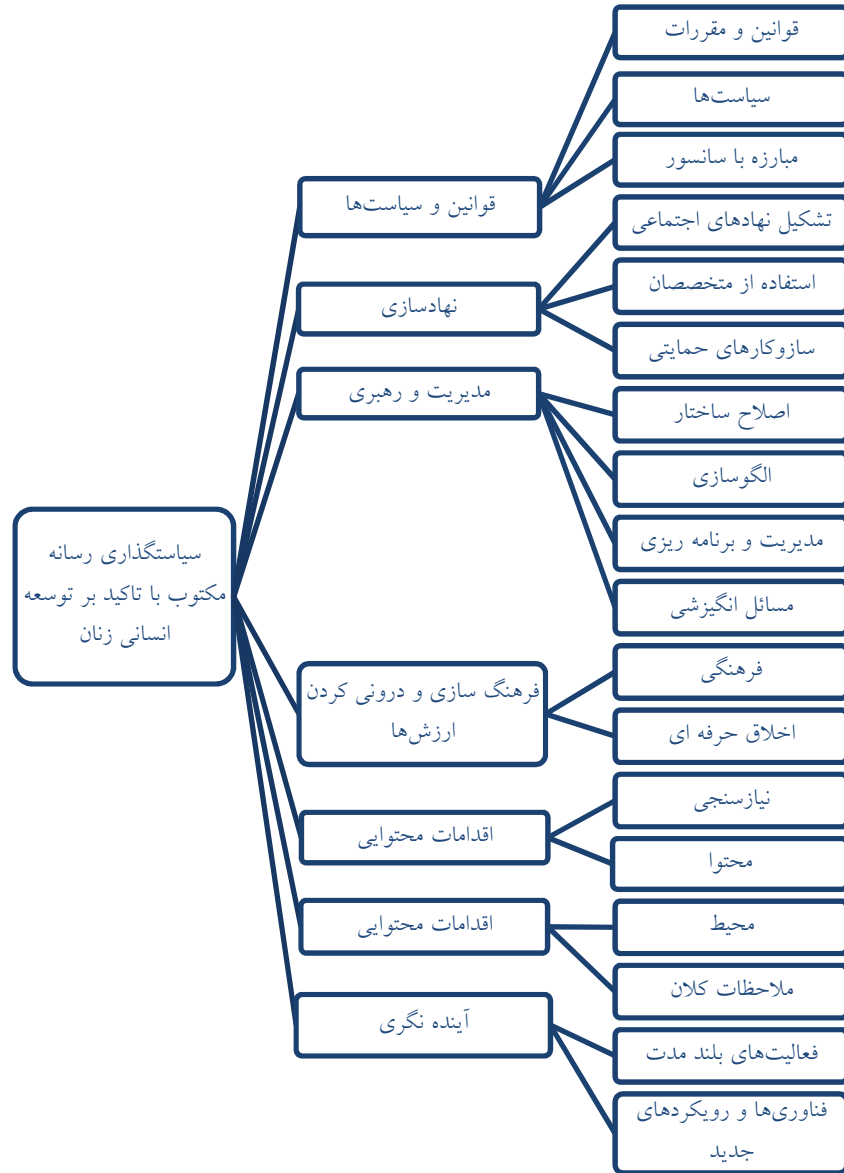 قوانین و مقررات
سیاست‌ها
مبارزه با سانسور
قوانین و سیاست‌ها
تشکیل نهادهای اجتماعی
استفاده از متخصصان
نهادسازی
سازوکارهای حمایتی
مدیریت و رهبری
اصلاح ساختار
الگوسازی
مدیریت و برنامه ریزی
مسائل انگیزشی
سیاستگذاری رسانه
مکتوب با تاکید بر توسعه
انسانی زنان
فرهنگی
فرهنگ سازی و درونی کردن
ارزش‌ها
اخلاق حرفه ای
نیازسنجی
اقدامات محتوایی
محتوا
محیط
اقدامات محتوایی
ملاحظات کلان
آینده نگری
فعالیت‌های بلند مدت
فناوری‌ها و رویکردهای
جدید